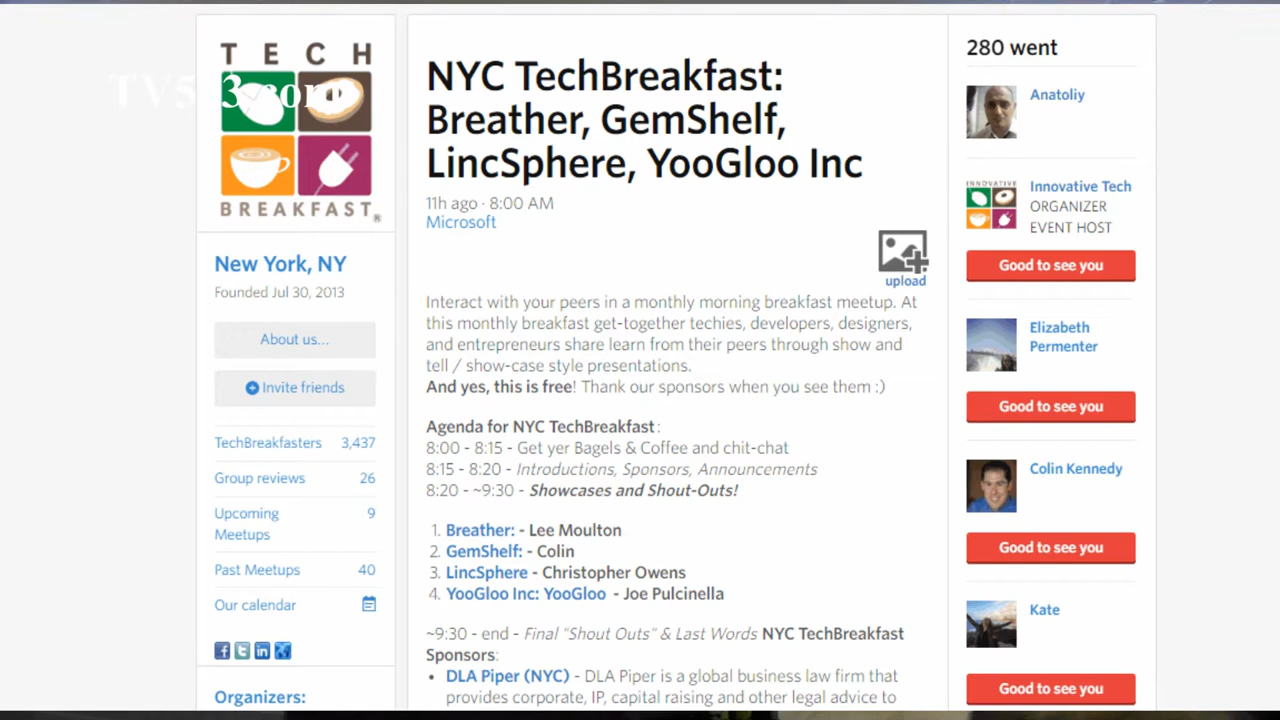 TECH
BREAKFAST®
New York, NY
Founded Jul 30, 2013
About us...
Invite friends
TechBreakfasters 3,437
Group reviews 26
Upcoming Meetups 9
Past Meetups 40
Our calendar
Organizers:
NYC TechBreakfast:
Breather, GemShelf,
LincSphere, YooGloo Inc
11h ago · 8:00 AM
Microsoft
upload
Interact with your peers in a monthly morning breakfast meetup. At
this monthly breakfast get-together techies, developers, designers,
and entrepreneurs share learn from their peers through show and
tell / show-case style presentations.
And yes, this is free! Thank our sponsors when you see them :)
Agenda for NYC TechBreakfast:
8:00 - 8:15 - Get yer Bagels & Coffee and chit-chat
8:15 - 8:20 - Introductions, Sponsors, Announcements
8:20 - ~9:30 - Showcases and Shout-Outs!
1. Breather: - Lee Moulton
2. GemShelf: - Colin
3. LincSphere - Christopher Owens
4. YooGloo Inc: YooGloo - Joe Pulcinella
~9:30 - end - Final "Shout Outs" & Last Words NYC TechBreakfast
Sponsors:
• DLA Piper (NYC) - DLA Piper is a global business law firm that
provides corporate, IP, capital raising and other legal advice to
280 went
Anatoliy
INNOVATIVE
Innovative Tech
ORGANIZER
EVENT HOST
Good to see you
Elizabeth
Permenter
Good to see you
Colin Kennedy
Good to see you
Kate
Good to see you